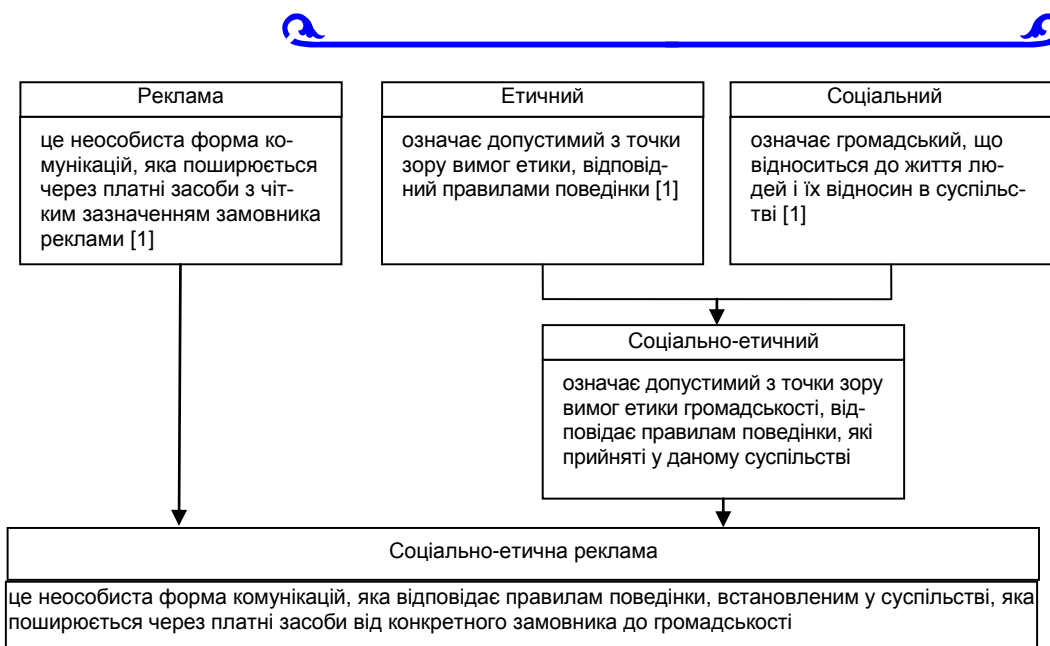 Реклама
це неособиста форма ко-
мунікацій, яка поширюється
через платні засоби з чіт-
ким зазначенням замовника
реклами [1]
Етичний
означає допустимий з точки
зору вимог етики, відповід-
ний правилами поведінки [1]
Соціальний
означає громадський, що
відноситься до життя лю-
дей і їх відносин в суспільс-
тві [1]
Соціально-етичний
означає допустимий з точки зору
вимог етики громадськості, від-
повідає правилам поведінки, які
прийняті у даному суспільстві
Соціально-етична реклама
це неособиста форма комунікацій, яка відповідає правилам поведінки, встановленим у суспільстві, яка
поширюється через платні засоби від конкретного замовника до громадськості